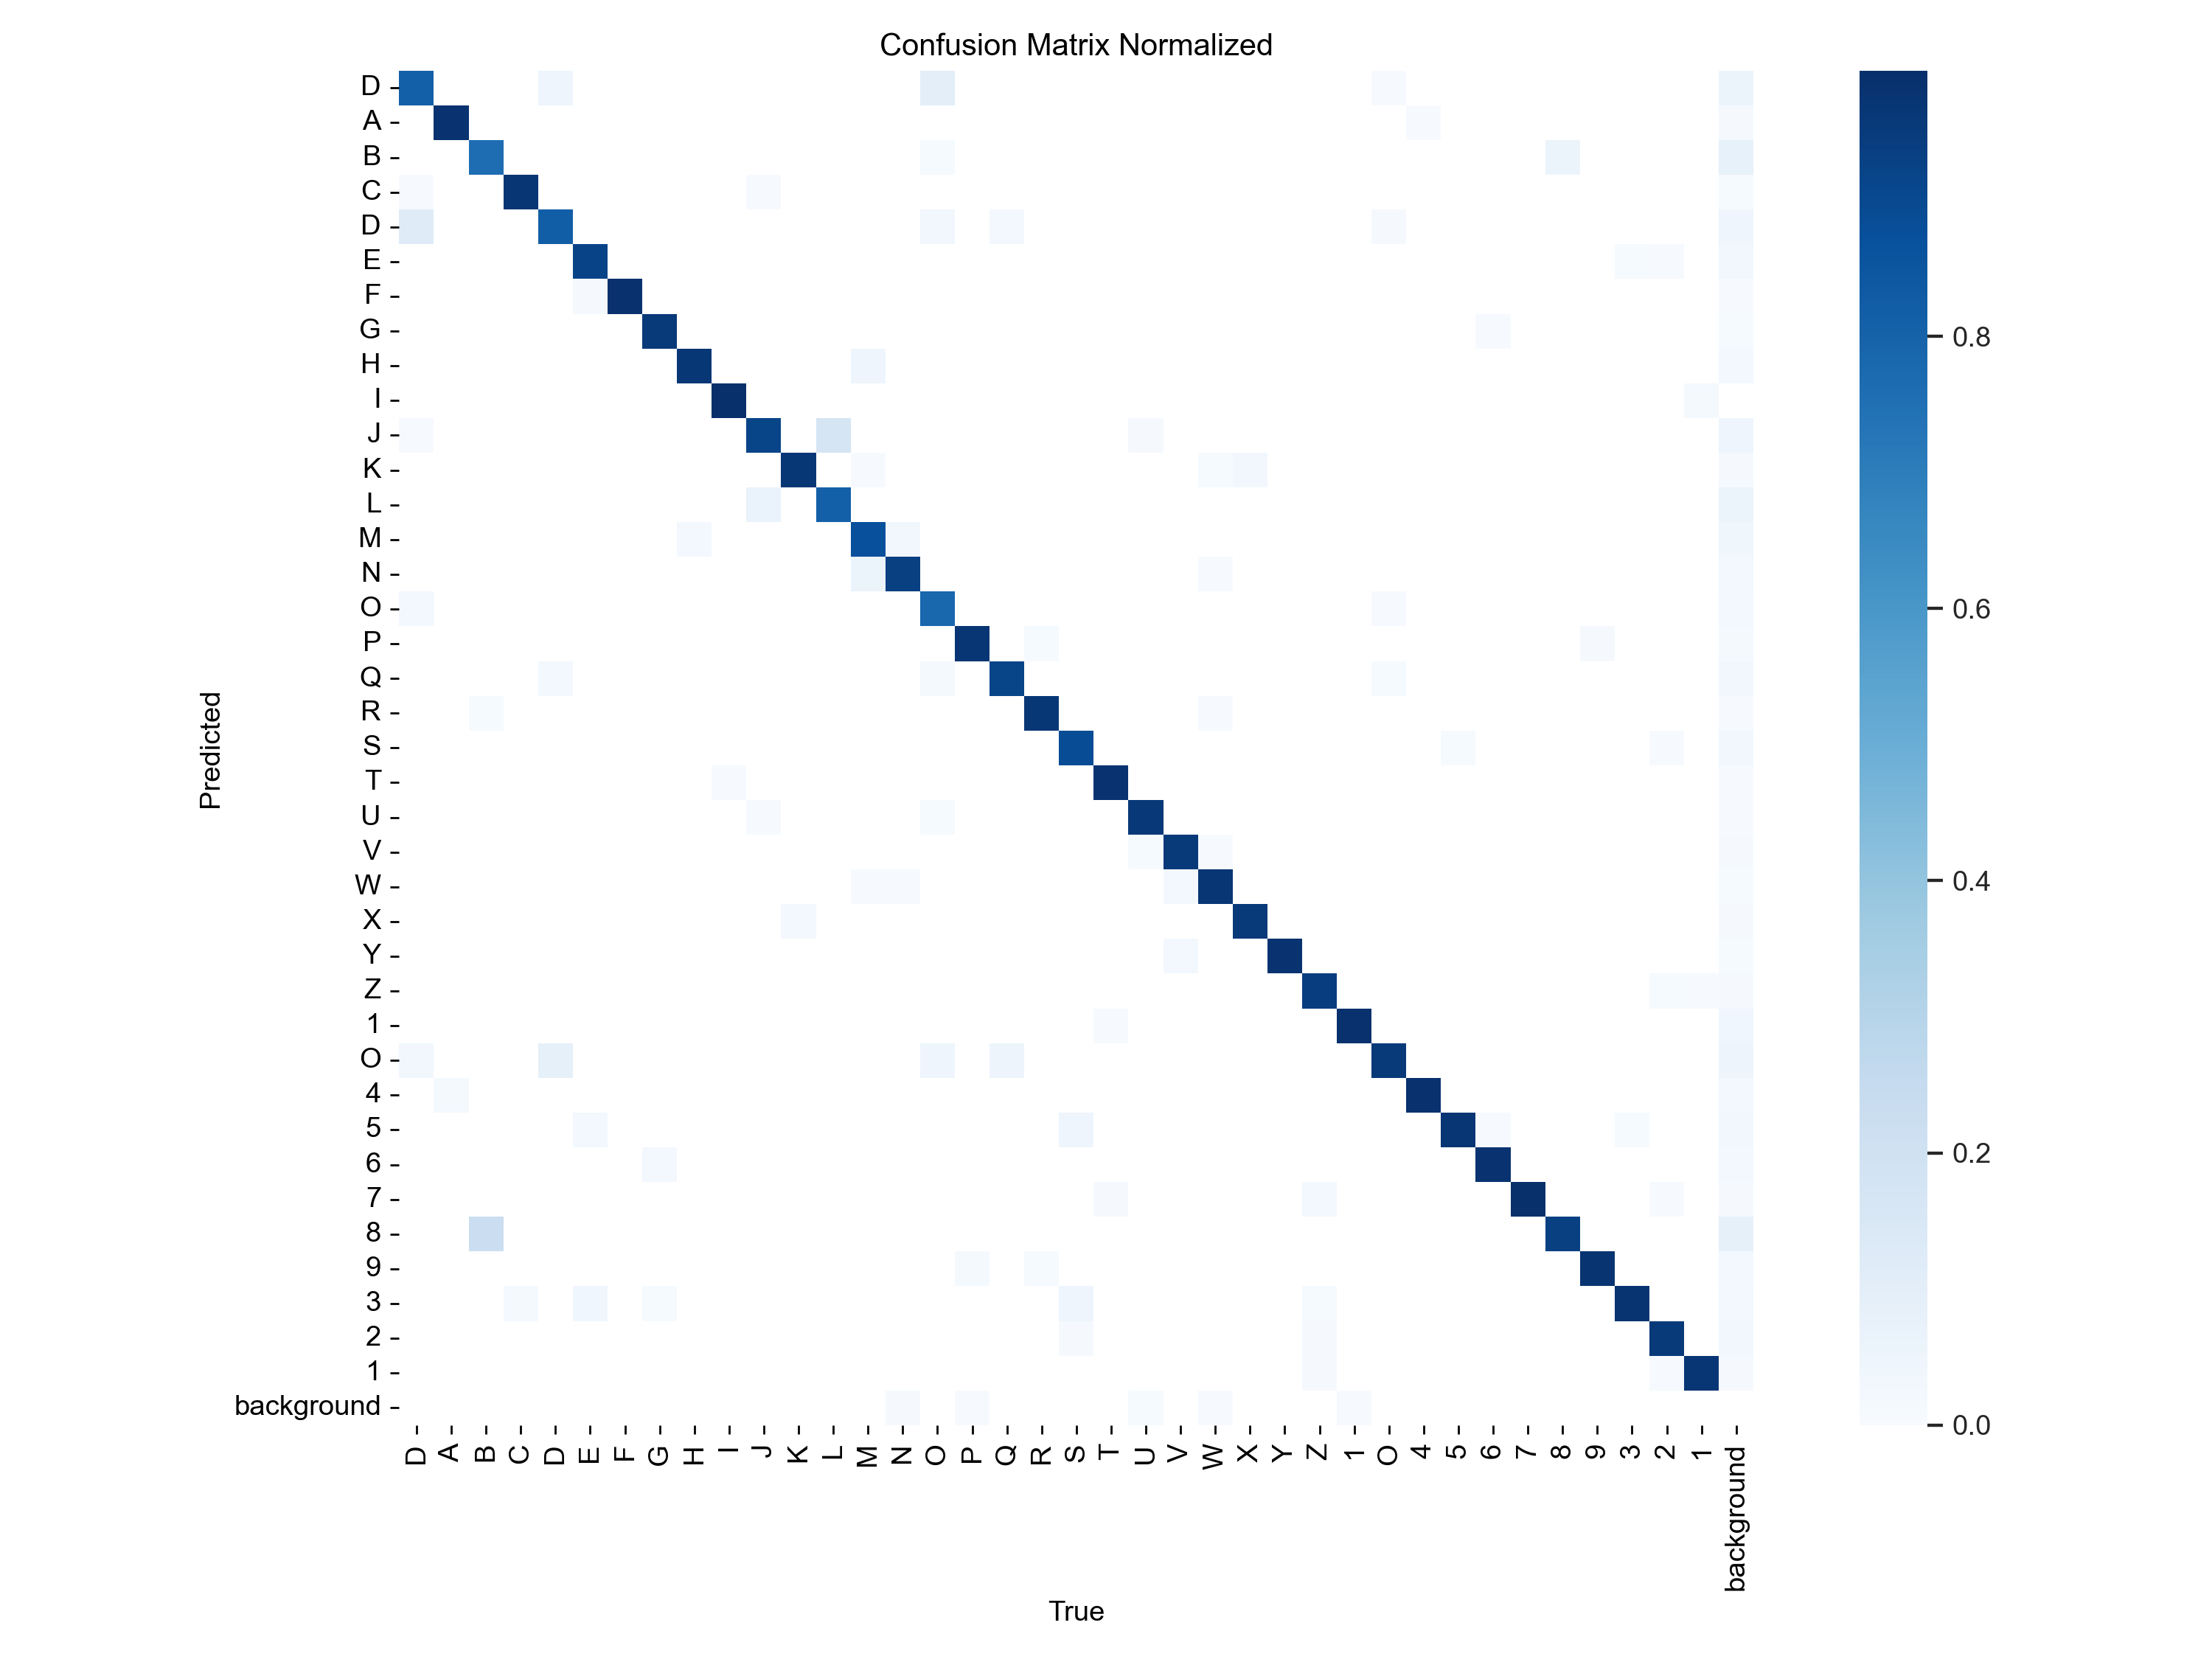 Confusion Matrix Normalized
D
A
B
C
D
E
F
G
H
I
J
K
L
M
N
O
P
Q
R
S
T
U
V
W
X
Y
Z
1
O
4
5
6
7
8
9
3
2
1
background
Predicted
D A B C D E F G H I J K L M N O P Q R S T U V W X Y Z 1 O 4 5 6 7 8 9 3 2 1 background
True
0.8
0.6
0.4
0.2
0.0